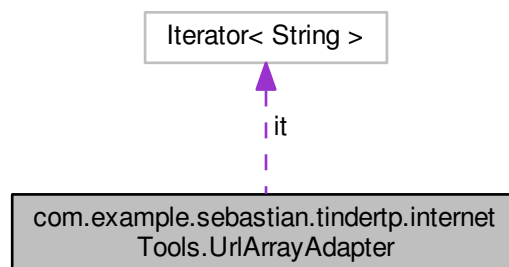 Iterator< String >
it
com.example.sebastian.tindertp.internet
Tools.UrlArrayAdapter